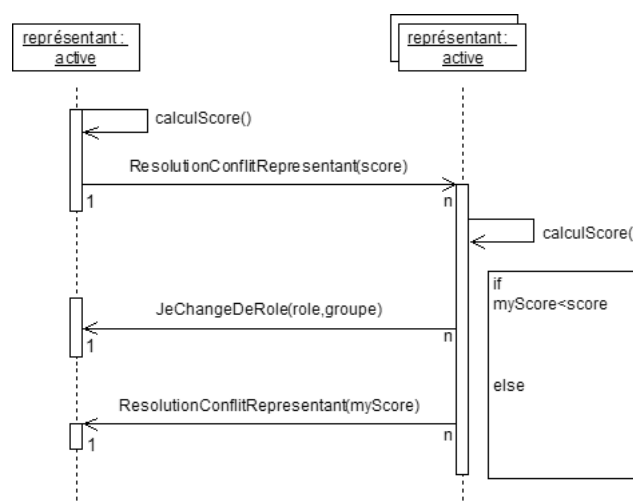 représentant :
active
représentant :
active
calculScore()
ResolutionConflitRepresentant(score)
1
n
calculScore(
if
myScore<score
JeChangeDeRole(role,groupe)
1
n
else
ResolutionConflitRepresentant(myScore)
1
n